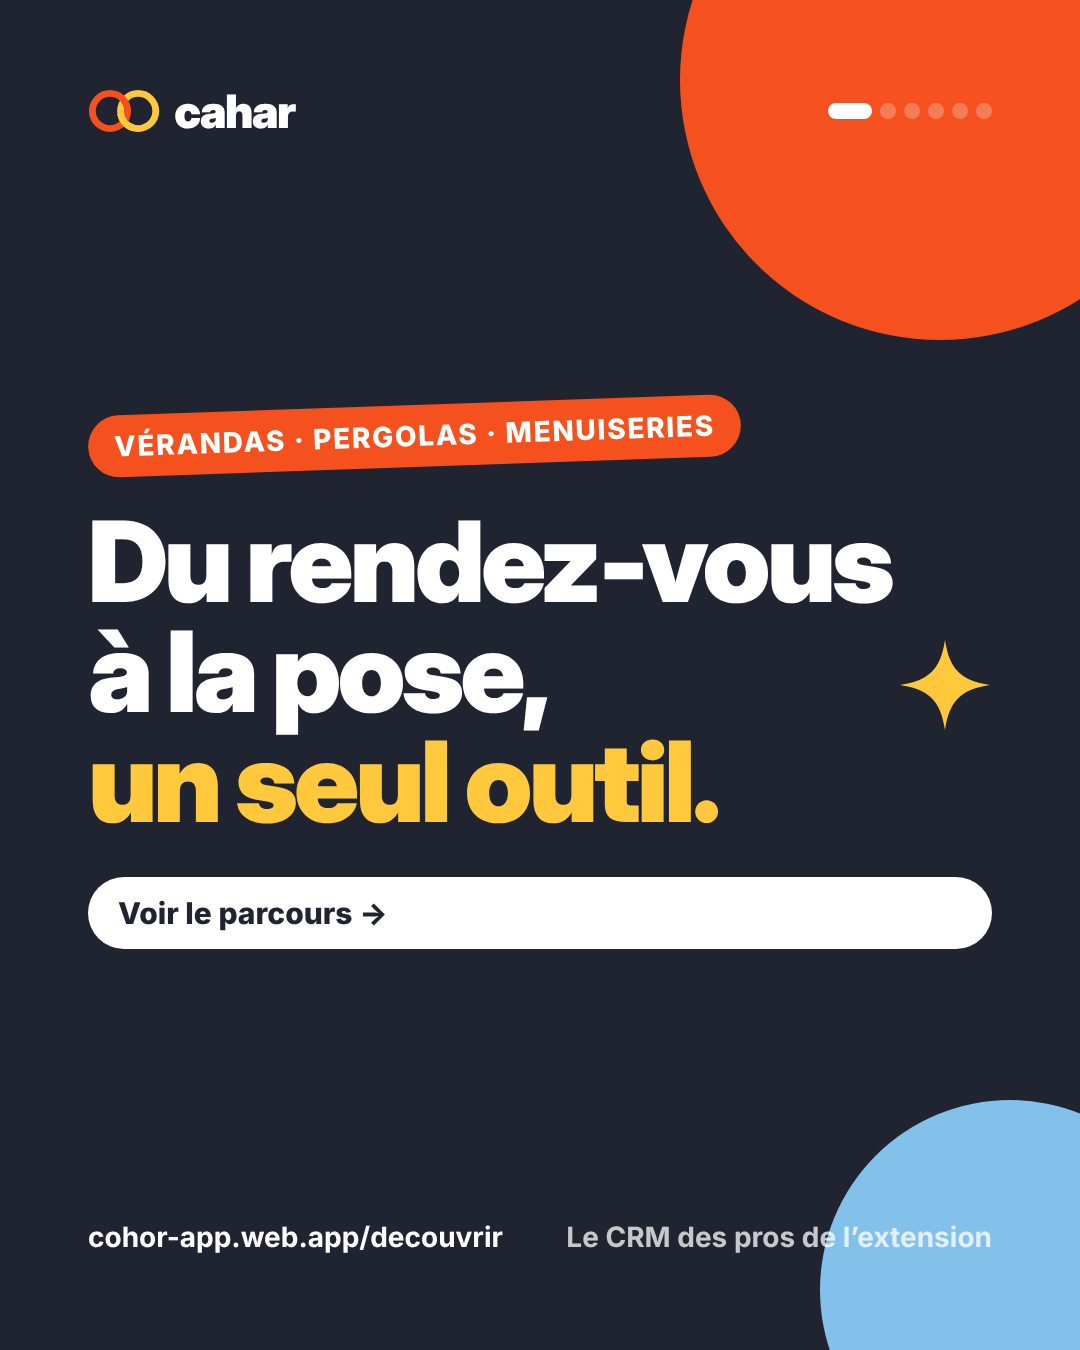 cahar
VÉRANDAS · PERGOLAS · MENUISERIES
Du rendez-vous
à la pose,
un seul outil.
Voir le parcours →
cohor-app.web.app/decouvrir
Le CRM des pros de l’extension